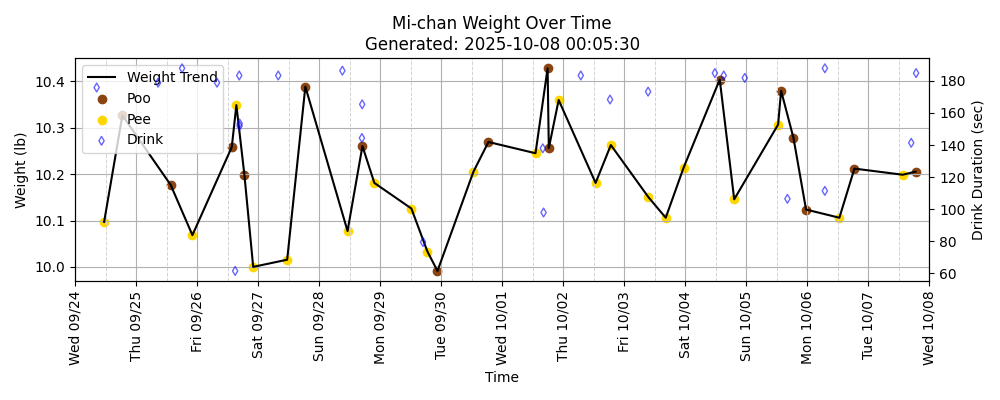 Mi-chan Weight Over Time
Generated: 2025-10-08 00:05:30
Weight (lb)
10.4
10.3
10.2
10.1
10.0
Weight Trend
Poo
Pee
Drink
180
160
140
120
100
80
60
Drink Duration (sec)
Wed 09/24
Thu 09/25
Fri 09/26
Sat 09/27
Sun 09/28
Mon 09/29
Tue 09/30
Wed 10/01
Thu 10/02
Fri 10/03
Sat 10/04
Sun 10/05
Mon 10/06
Tue 10/07
Wed 10/08
Time